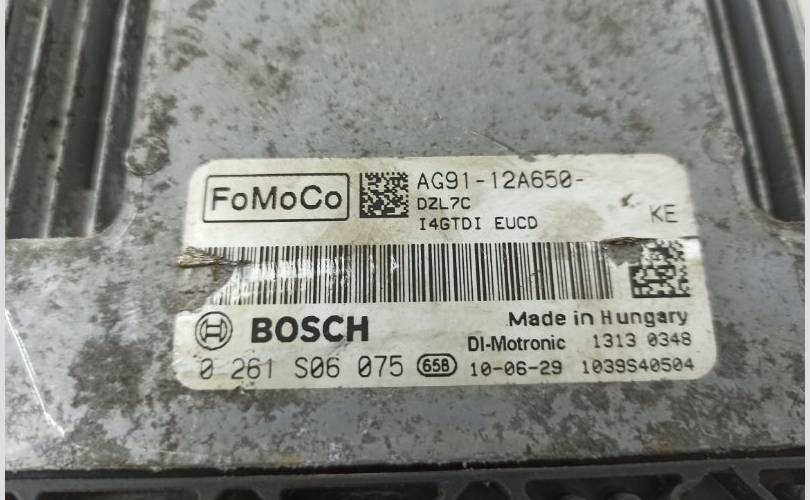 FoMoCo
AG91-12A650-
DZL7C
I4GTDI EUCD
KE
BOSCH
Made in Hungary
DI-Motronic 1313 0348
0 261 S06 075 65B 10-06-29 1039S40504